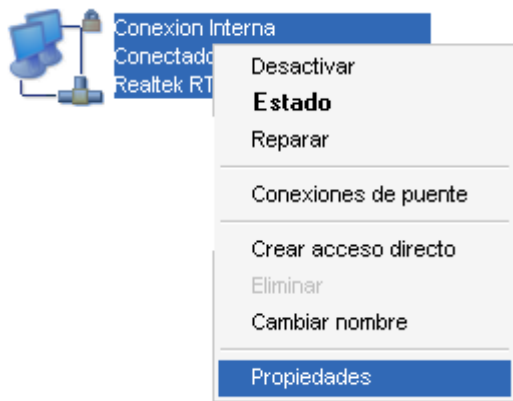 Conexion Interna
Conectado
Realtek RT
Desactivar
Estado
Reparar
Conexiones de puente
Crear acceso directo
Eliminar
Cambiar nombre
Propiedades